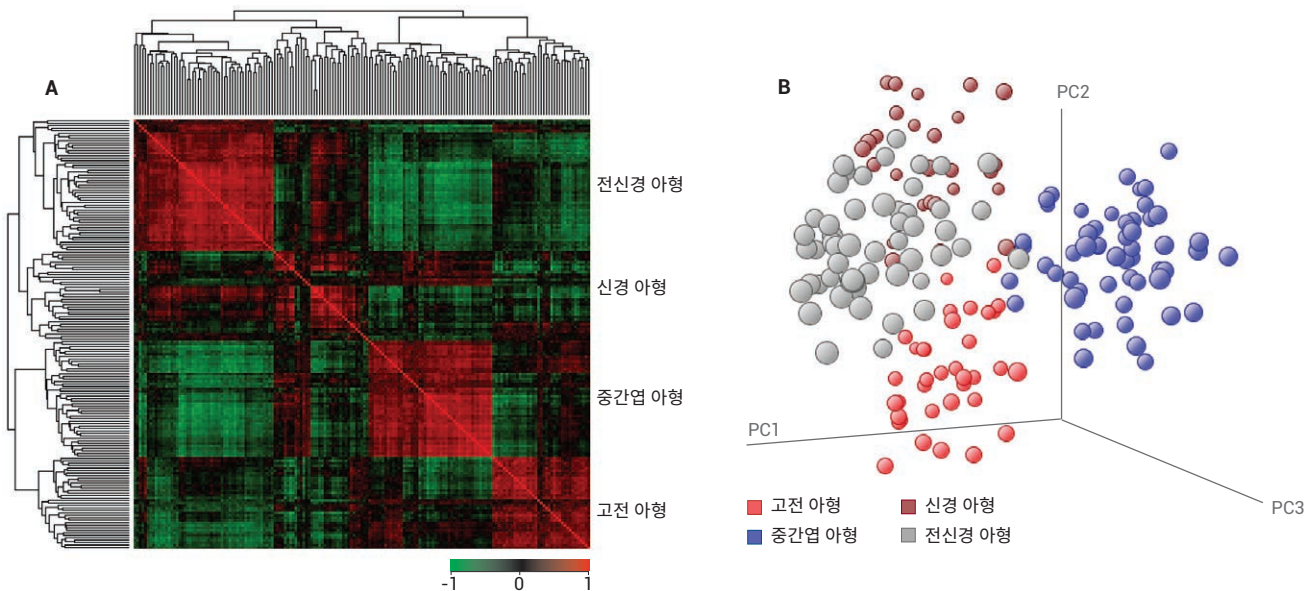 A
전신경 아형
신경 아형
중간엽 아형
고전 아형
-1 0 1
B
PC2
PC1
PC3
고전 아형 신경 아형
중간엽 아형 전신경 아형